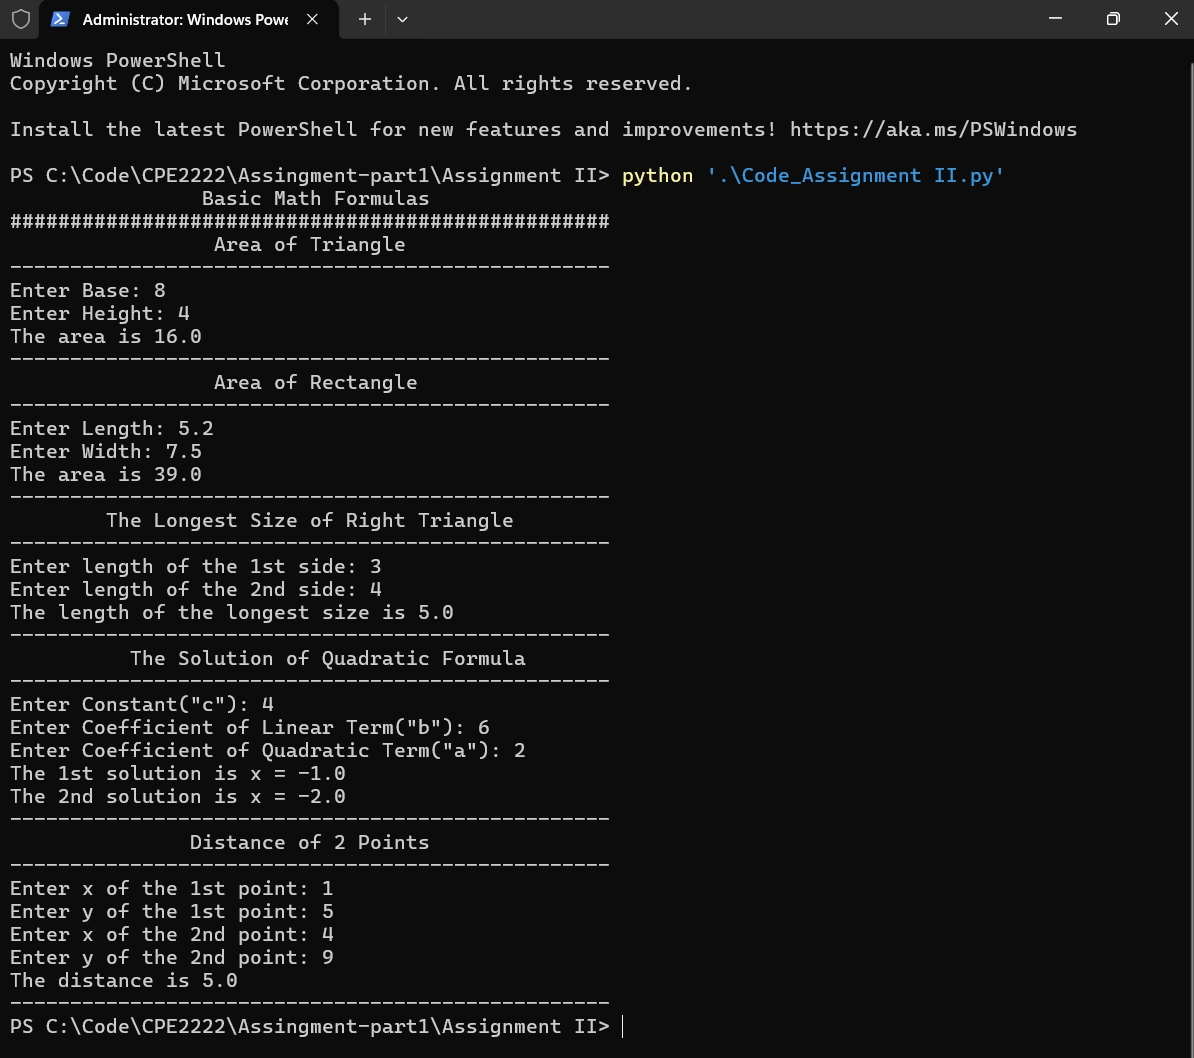 Administrator: Windows Powe
Windows PowerShell
Copyright (C) Microsoft Corporation. All rights reserved.
Install the latest PowerShell for new features and improvements! https://aka.ms/PSWindows
PS C:\Code\CPE2222\Assingment-part1\Assignment II> python '.\Code_Assignment II.py'
Basic Math Formulas
##################################################
Area of Triangle
--------------------------------------------------
Enter Base: 8
Enter Height: 4
The area is 16.0
--------------------------------------------------
Area of Rectangle
--------------------------------------------------
Enter Length: 5.2
Enter Width: 7.5
The area is 39.0
--------------------------------------------------
The Longest Size of Right Triangle
--------------------------------------------------
Enter length of the 1st side: 3
Enter length of the 2nd side: 4
The length of the longest size is 5.0
--------------------------------------------------
The Solution of Quadratic Formula
--------------------------------------------------
Enter Constant("c"): 4
Enter Coefficient of Linear Term("b"): 6
Enter Coefficient of Quadratic Term("a"): 2
The 1st solution is x = -1.0
The 2nd solution is x = -2.0
--------------------------------------------------
Distance of 2 Points
--------------------------------------------------
Enter x of the 1st point: 1
Enter y of the 1st point: 5
Enter x of the 2nd point: 4
Enter y of the 2nd point: 9
The distance is 5.0
--------------------------------------------------
PS C:\Code\CPE2222\Assingment-part1\Assignment II>